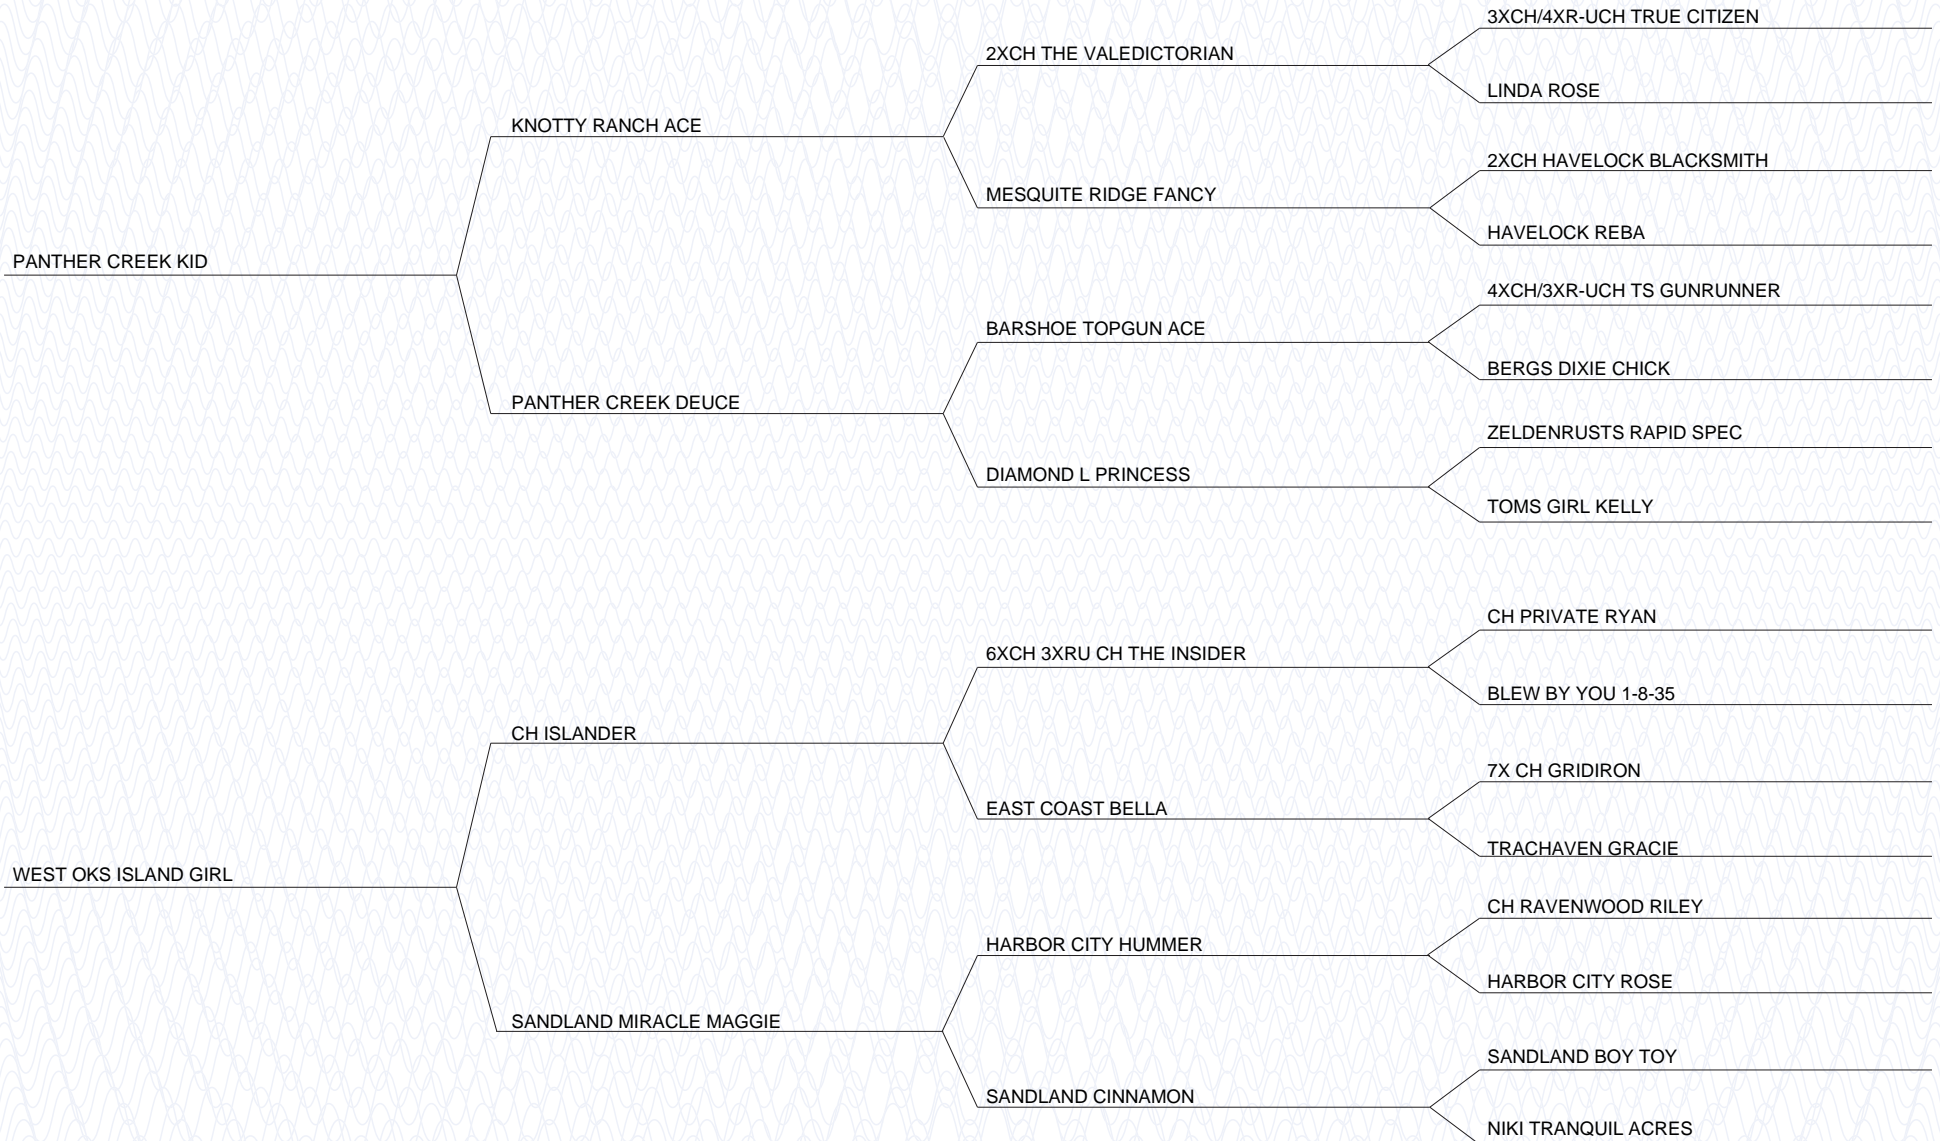 3XCH/4XR-UCH TRUE CITIZEN
2XCH THE VALEDICTORIAN
LINDA ROSE
KNOTTY RANCH ACE
2XCH HAVELOCK BLACKSMITH
MESQUITE RIDGE FANCY
HAVELOCK REBA
PANTHER CREEK KID
4XCH/3XR-UCH TS GUNRUNNER
BARSHOE TOPGUN ACE
BERGS DIXIE CHICK
PANTHER CREEK DEUCE
ZELDENRUSTS RAPID SPEC
DIAMOND L PRINCESS
TOMS GIRL KELLY
CH PRIVATE RYAN
6XCH 3XRU CH THE INSIDER
BLEW BY YOU 1-8-35
CH ISLANDER
7X CH GRIDIRON
EAST COAST BELLA
TRACHAVEN GRACIE
WEST OKS ISLAND GIRL
CH RAVENWOOD RILEY
HARBOR CITY HUMMER
HARBOR CITY ROSE
SANDLAND MIRACLE MAGGIE
SANDLAND BOY TOY
SANDLAND CINNAMON
NIKI TRANQUIL ACRES